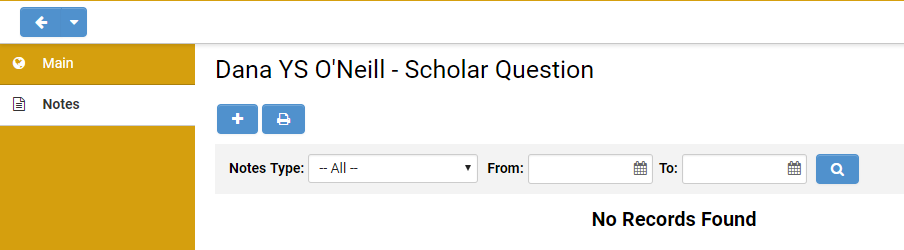 Main
Dana YS O'Neill - Scholar Question
Notes
Notes Type: -- All -- From: To:
No Records Found